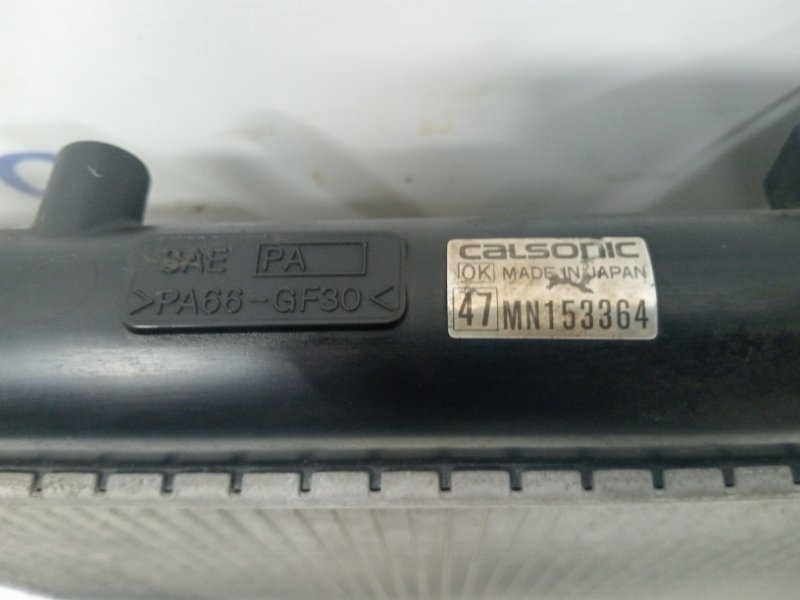 SAE PA
>PA66-GF30<
CALSONIC
OK MADE IN JAPAN
47 MN153364